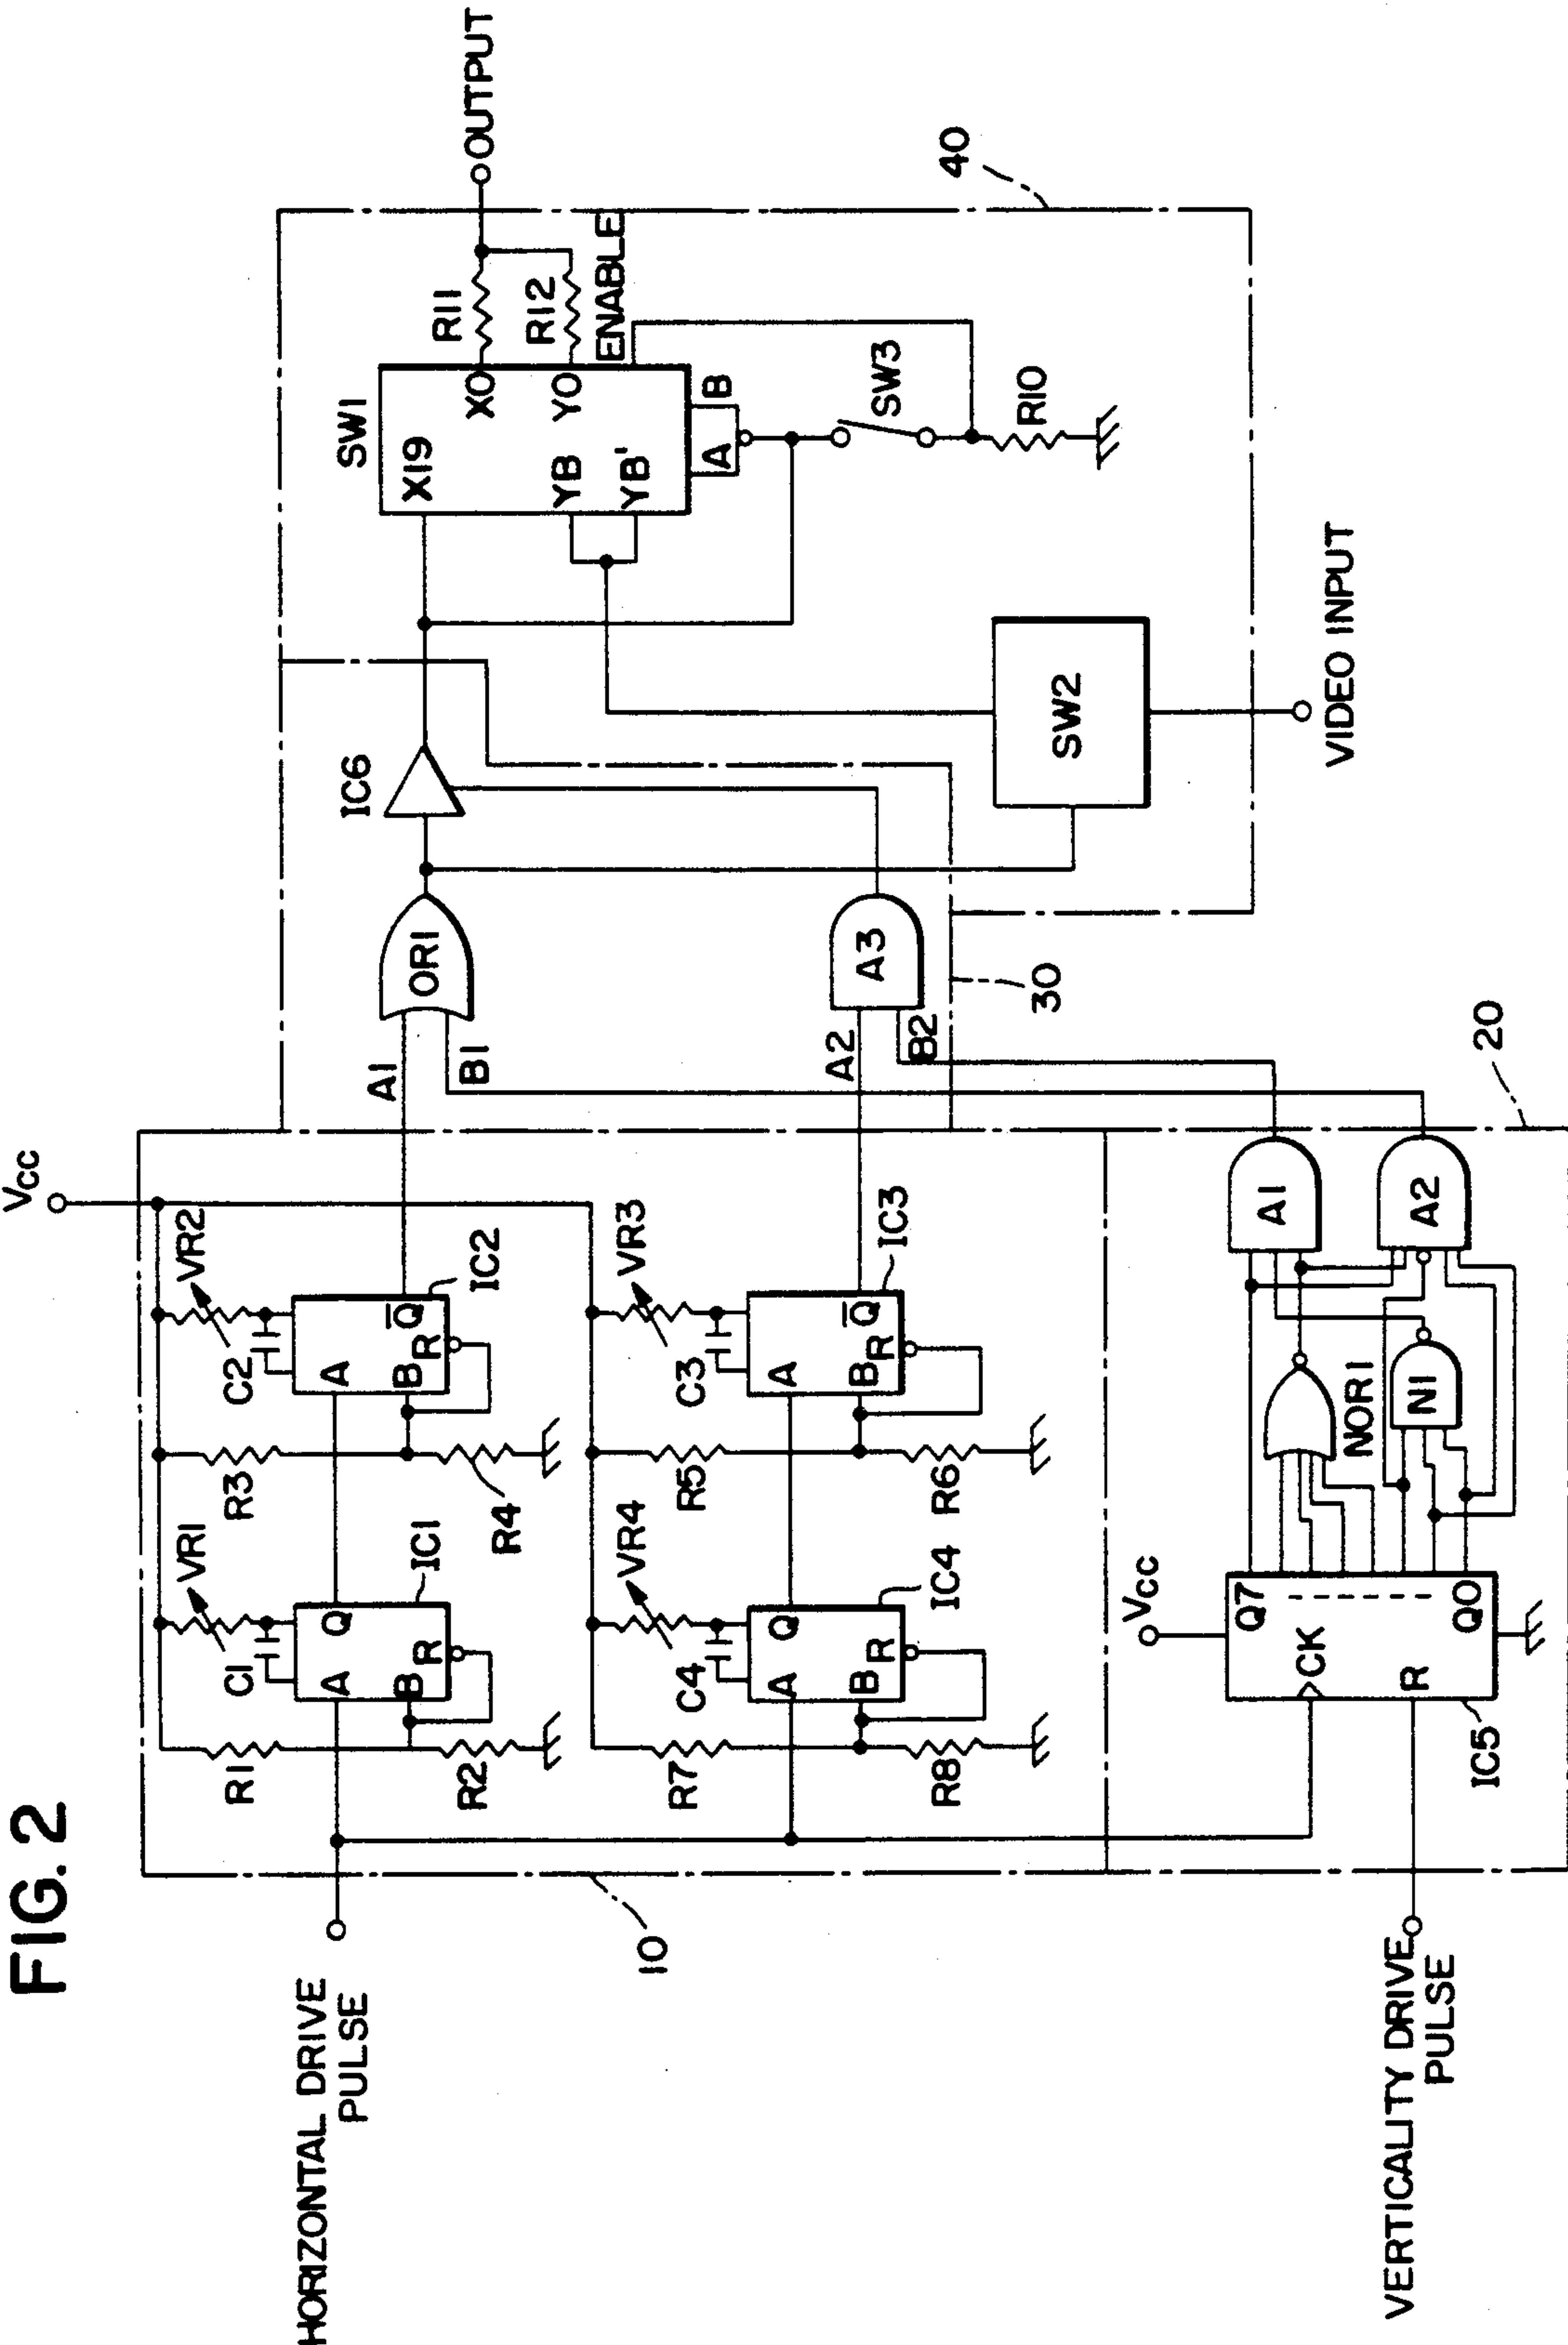 FIG. 2
HORIZONTAL DRIVE
PULSE
VERTICALITY DRIVE
PULSE
10
Vcc
VR1
C1
R1
A
Q
B
R
IC1
R2
VR2
C2
R3
A
Q
B
R
IC2
R4
VR4
C4
R7
A
Q
B
R
IC4
R8
VR3
C3
R5
A
Q
B
R
IC3
R6
Vcc
Q7
CK
R
Q0
IC5
NOR1
N1
A1
A2
20
A1
B1
OR1
A2
B2
A3
30
IC6
SW1
X19
X0
YB
Y0
YB'
ENABLE
A
B
R11
R12
OUTPUT
SW3
R10
SW2
VIDEO INPUT
40